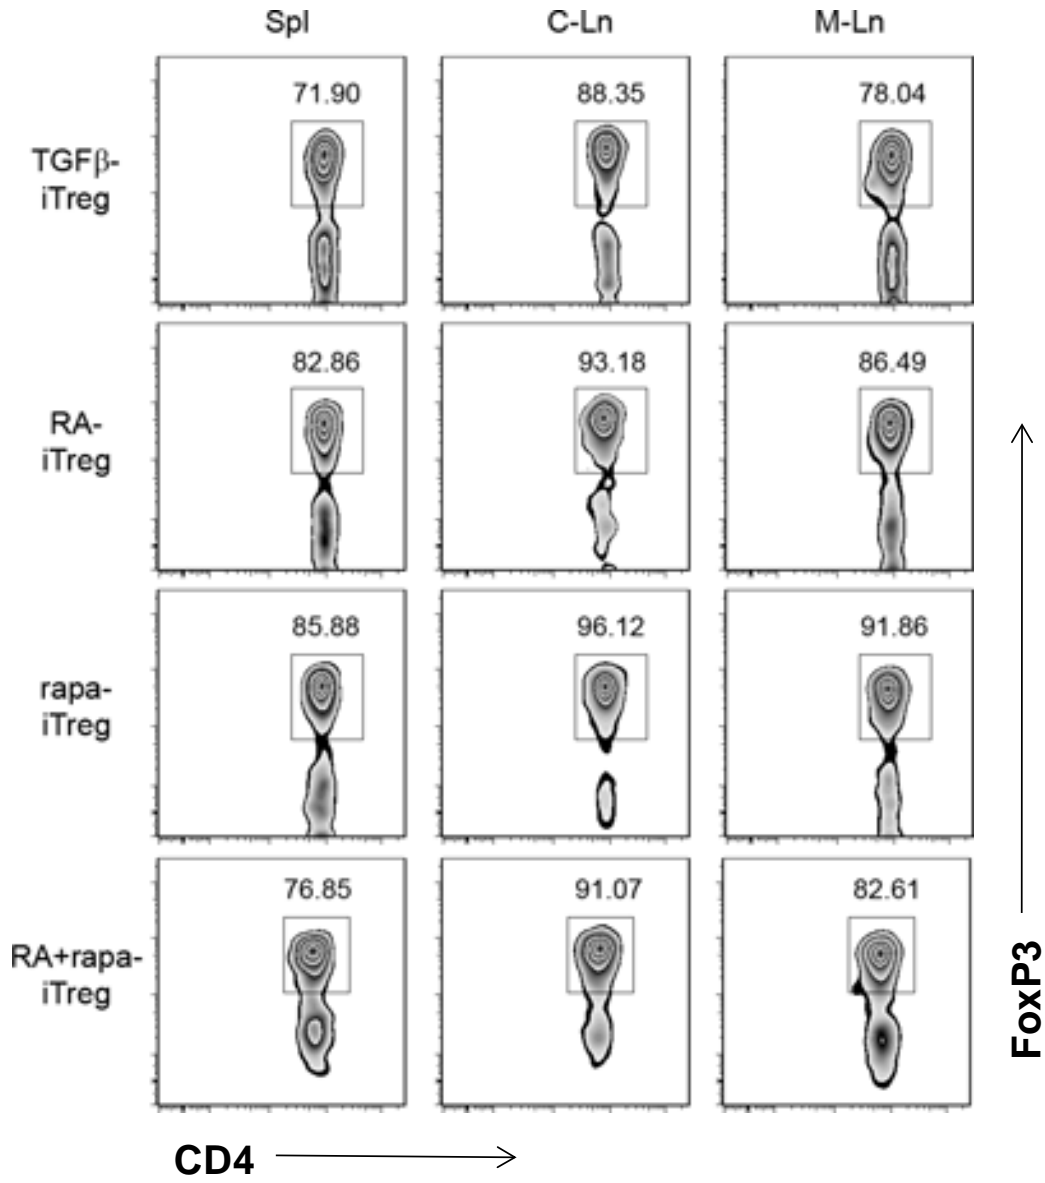 Spl C-Ln M-Ln
71.90 88.35 78.04
TGFβ-
iTreg
82.86 93.18 86.49
RA-
iTreg
85.88 96.12 91.86
rapa-
iTreg
76.85 91.07 82.61
RA+rapa-
iTreg
FoxP3
CD4